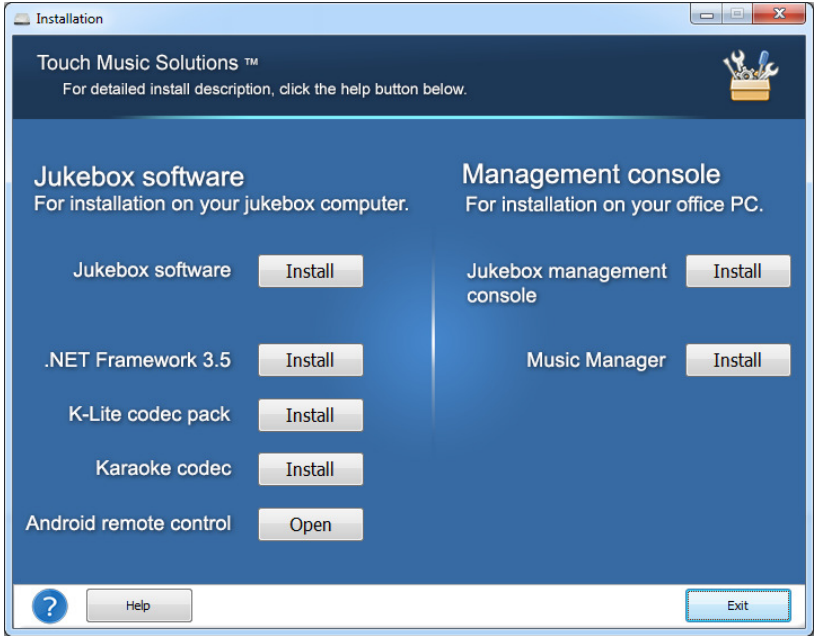 Installation
Touch Music Solutions ™
For detailed install description, click the help button below.
Jukebox software
For installation on your jukebox computer.
Jukebox software
Install
.NET Framework 3.5
Install
K-Lite codec pack
Install
Karaoke codec
Install
Android remote control
Open
Management console
For installation on your office PC.
Jukebox management
console
Install
Music Manager
Install
?
Help
Exit